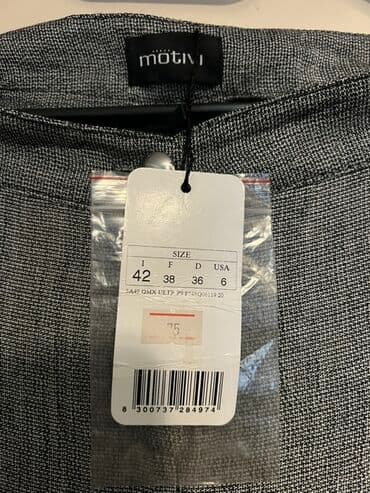 motivi
SIZE
I F D USA
42 38 36 6
75
8 300737 284974